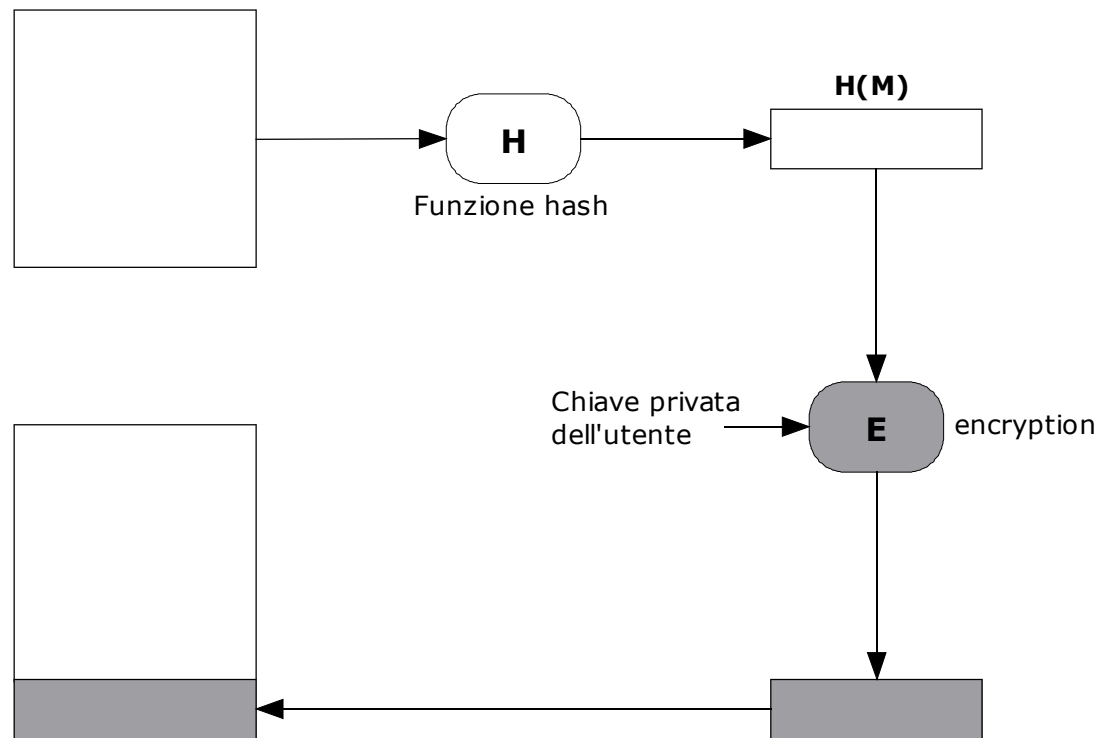 H(M)
H
Funzione hash
Chiave privata
dell'utente
E
encryption